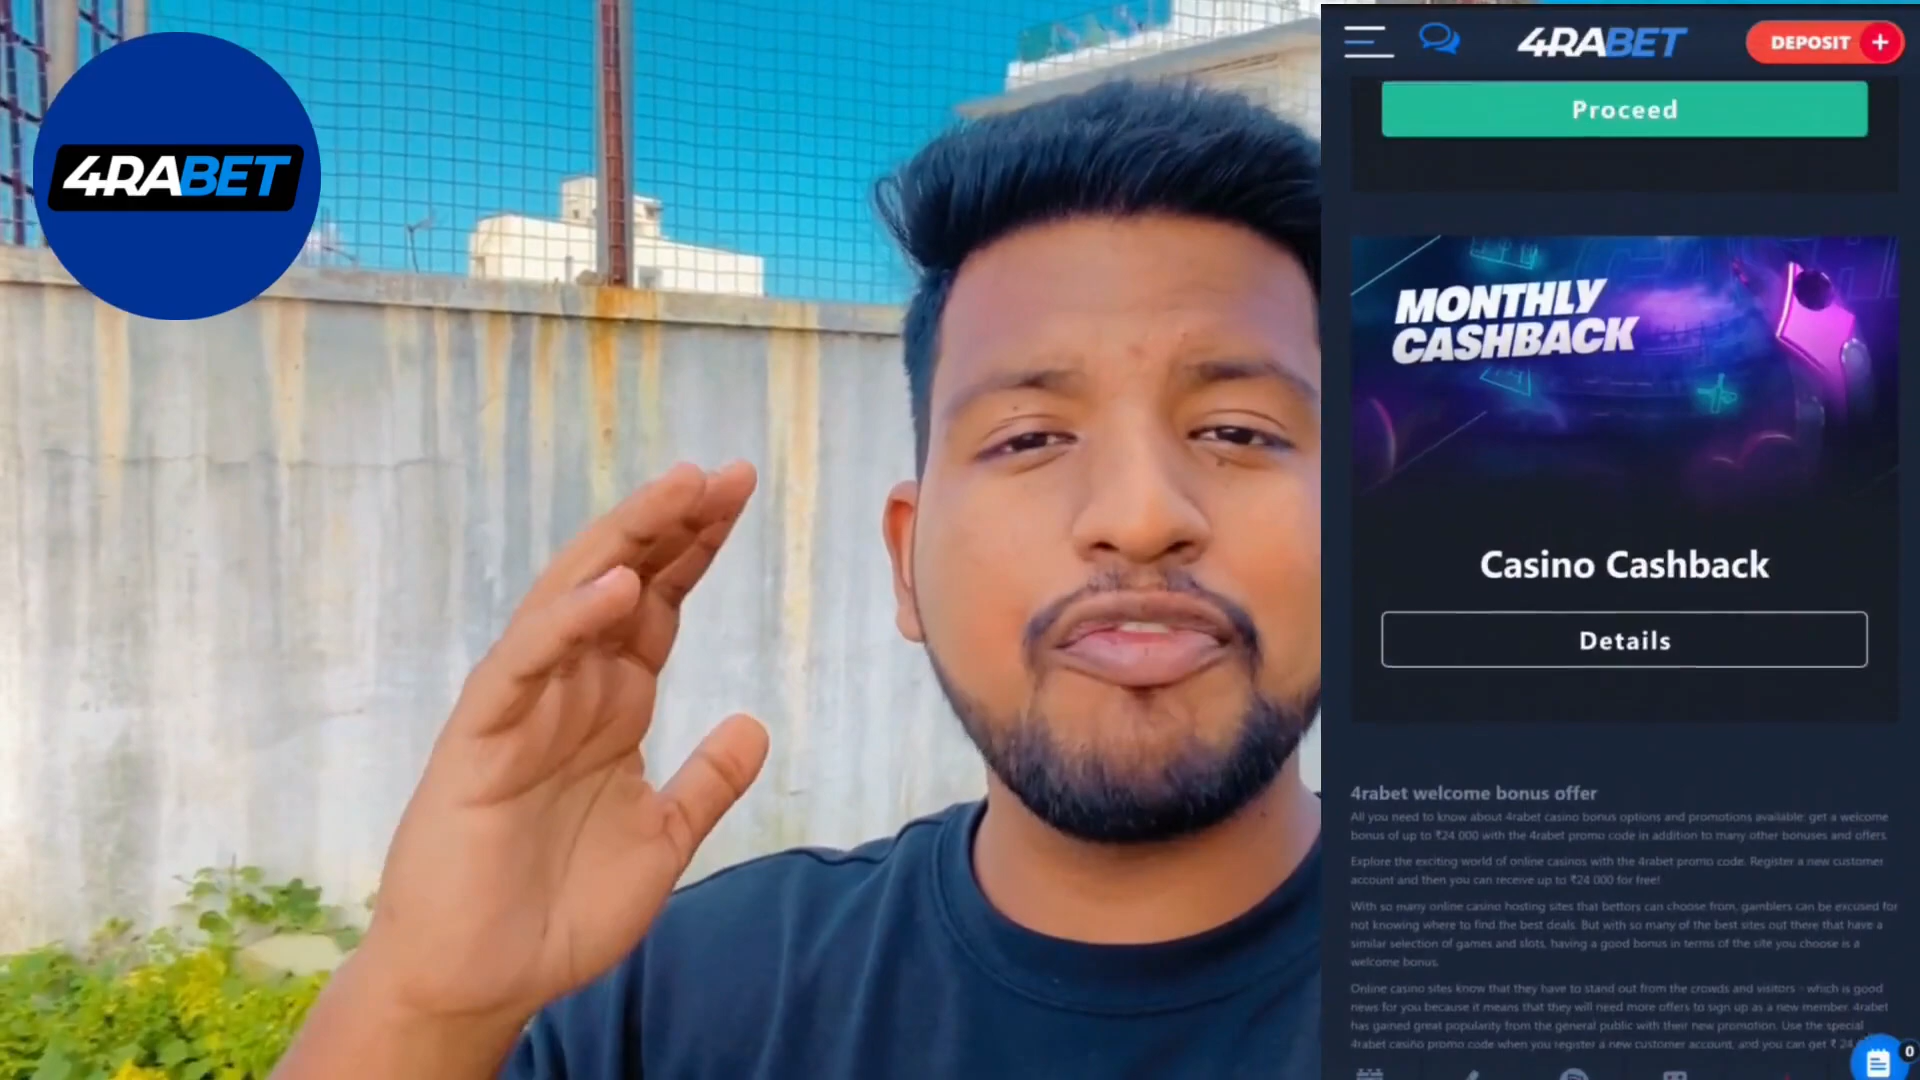 4RABET
4RABET
DEPOSIT +
Proceed
MONTHLY
CASHBACK
Casino Cashback
Details
4rabet welcome bonus offer
All you need to know about 4rabet casino bonus options and promotions available: get a welcome
bonus of up to ₹24 000 with the 4rabet promo code in addition to many other bonuses and offers.
Explore the exciting world of online casinos with the 4rabet promo code. Register a new customer
account and then you can receive up to ₹24 000 for free!
With so many online casino hosting sites that bettors can choose from, gamblers can be excused for
not knowing where to find the best deals. But with so many of the best sites out there that have a
similar selection of games and slots, having a good bonus in terms of the site you choose is a
welcome bonus.
Online casino sites know that they have to stand out from the crowds and visitors - which is good
news for you because it means that they will need more offers to sign up as a new member. 4rabet
has gained great popularity from the general public with their new promotion. Use the special
4rabet casino promo code when you register a new customer account, and you can get ₹ 24
0